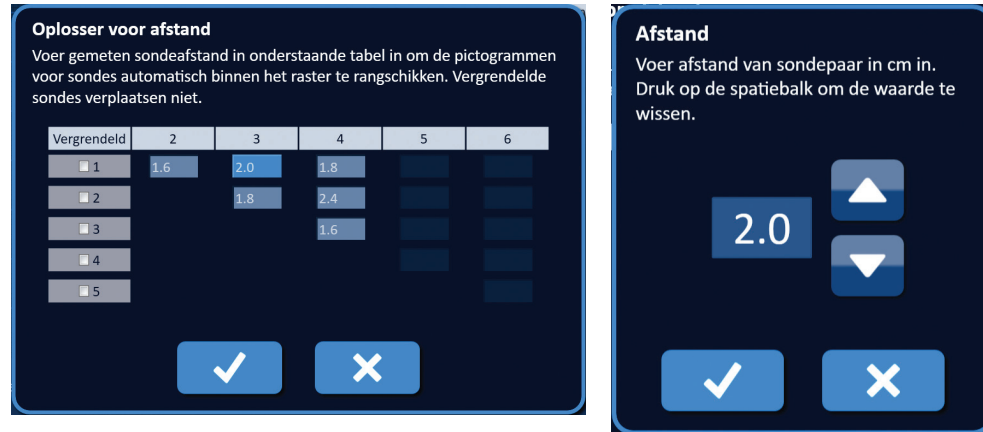 Oplosser voor afstand
Voer gemeten sondeafstand in onderstaande tabel in om de pictogrammen
voor sondes automatisch binnen het raster te rangschikken. Vergrendelde
sondes verplaatsen niet.
Vergrendeld 2 3 4 5 6
1 1.6 2.0 1.8
2 1.8 2.4
3 1.6
4
5
Afstand
Voer afstand van sondepaar in cm in.
Druk op de spatiebalk om de waarde te
wissen.
2.0